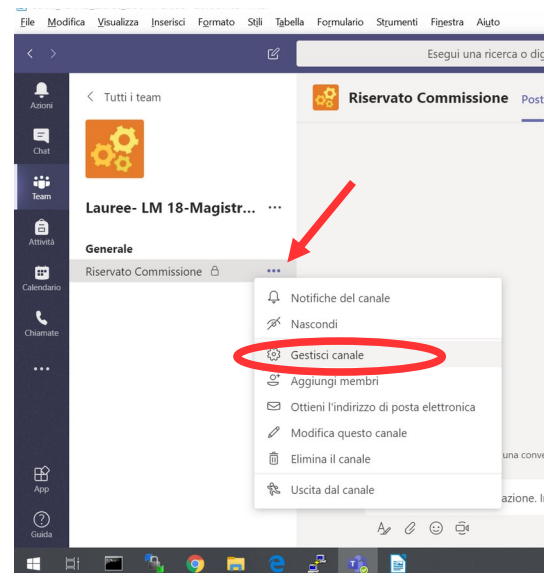 File Modifica Visualizza Inserisci Formato Stili Tabella Formulario Strumenti Finestra Aiuto
Esegui una ricerca o dig
Azioni
Chat
Team
Attività
Calendario
Chiamate
App
Guida
Tutti i team
Lauree- LM 18-Magistr... ...
Generale
Riservato Commissione ...
Riservato Commissione Post
Notifiche del canale
Nascondi
Gestisci canale
Aggiungi membri
Ottieni l'indirizzo di posta elettronica
Modifica questo canale
Elimina il canale
Uscita dal canale
una conve
azione. I